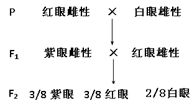 P 红眼雌性 × 白眼雄性
F₁ 紫眼雌性 × 红眼雄性
F₂ 3/8紫眼 3/8红眼 2/8白眼